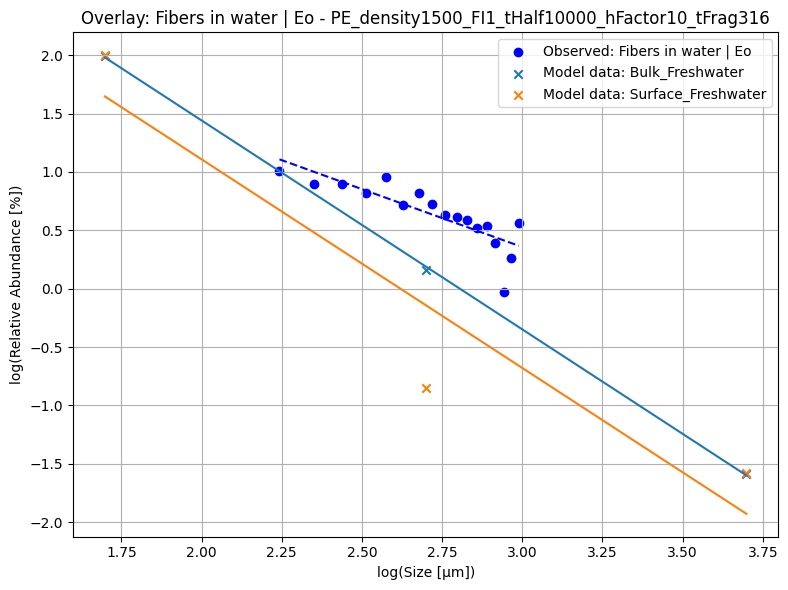 Overlay: Fibers in water | Eo - PE_density1500_FI1_tHalf10000_hFactor10_tFrag316
Observed: Fibers in water | Eo
Model data: Bulk_Freshwater
Model data: Surface_Freshwater
log(Relative Abundance [%])
2.0
1.5
1.0
0.5
0.0
−0.5
−1.0
−1.5
−2.0
1.75 2.00 2.25 2.50 2.75 3.00 3.25 3.50 3.75
log(Size [µm])